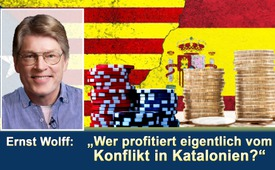 Ernst Wolff:
„Wer profitiert eigentlich vom
Konflikt in Katalonien?“